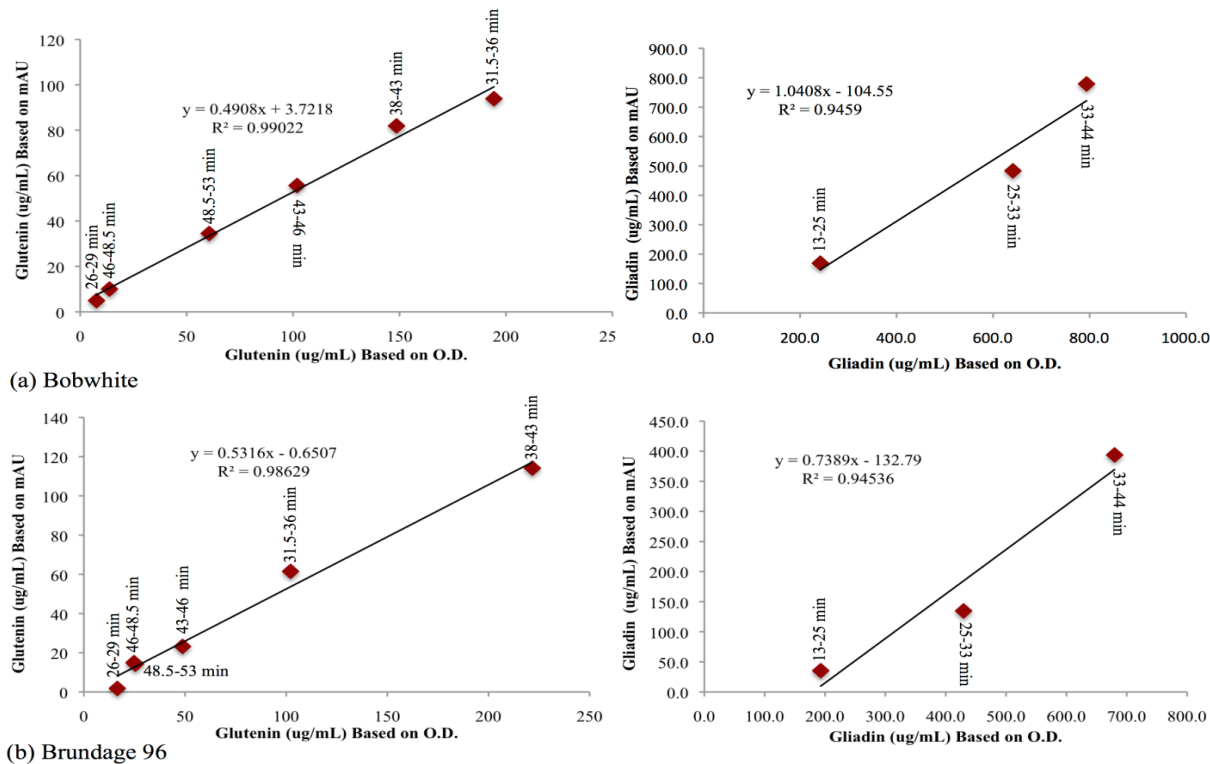 120
100
80
60
40
20
0
Glutenin (ug/mL) Based on mAU
y = 0.4908x + 3.7218
R² = 0.99022
26-29 min
46-48.5 min
48.5-53 min
43-46 min
38-43 min
31.5-36 min
0 50 100 150 200 25
Glutenin (ug/mL) Based on O.D.
900.0
800.0
700.0
600.0
500.0
400.0
300.0
200.0
100.0
0.0
Gliadin (ug/mL) Based on mAU
y = 1.0408x - 104.55
R² = 0.9459
13-25 min
25-33 min
33-44 min
0.0 200.0 400.0 600.0 800.0 1000.0
Gliadin (ug/mL) Based on O.D.
(a) Bobwhite
140
120
100
80
60
40
20
0
Glutenin (ug/mL) Based on mAU
y = 0.5316x - 0.6507
R² = 0.98629
26-29 min
46-48.5 min
48.5-53 min
43-46 min
31.5-36 min
38-43 min
0 50 100 150 200 250
Glutenin (ug/mL) Based on O.D.
450.0
400.0
350.0
300.0
250.0
200.0
150.0
100.0
50.0
0.0
Gliadin (ug/mL) Based on mAU
y = 0.7389x - 132.79
R² = 0.94536
13-25 min
25-33 min
33-44 min
0.0 100.0 200.0 300.0 400.0 500.0 600.0 700.0 800.0
Gliadin (ug/mL) Based on O.D.
(b) Brundage 96